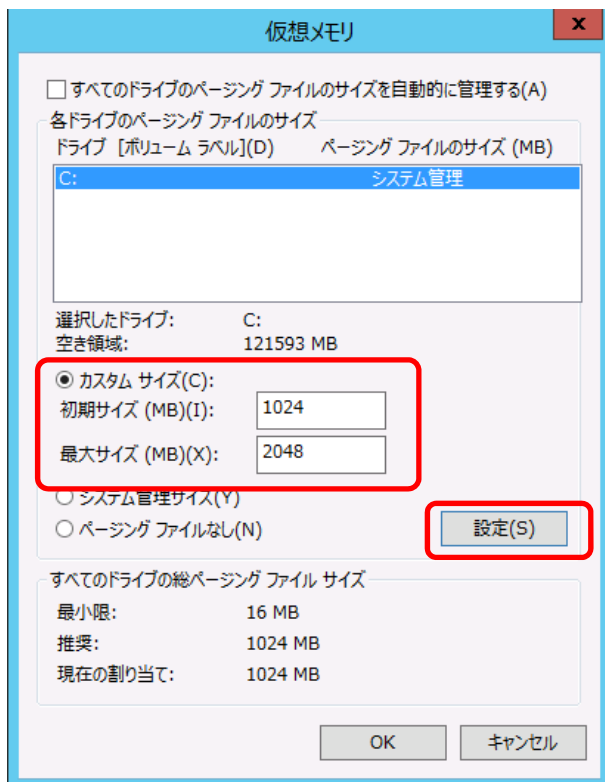 仮想メモリ
x
すべてのドライブのページング ファイルのサイズを自動的に管理する(A)
各ドライブのページング ファイルのサイズ
ドライブ [ボリューム ラベル](D) ページング ファイルのサイズ (MB)
C: システム管理
選択したドライブ: C:
空き領域: 121593 MB
カスタム サイズ(C):
初期サイズ (MB)(I): 1024
最大サイズ (MB)(X): 2048
システム管理サイズ(Y)
ページング ファイルなし(N) 設定(S)
すべてのドライブの総ページング ファイル サイズ
最小限: 16 MB
推奨: 1024 MB
現在の割り当て: 1024 MB
OK キャンセル